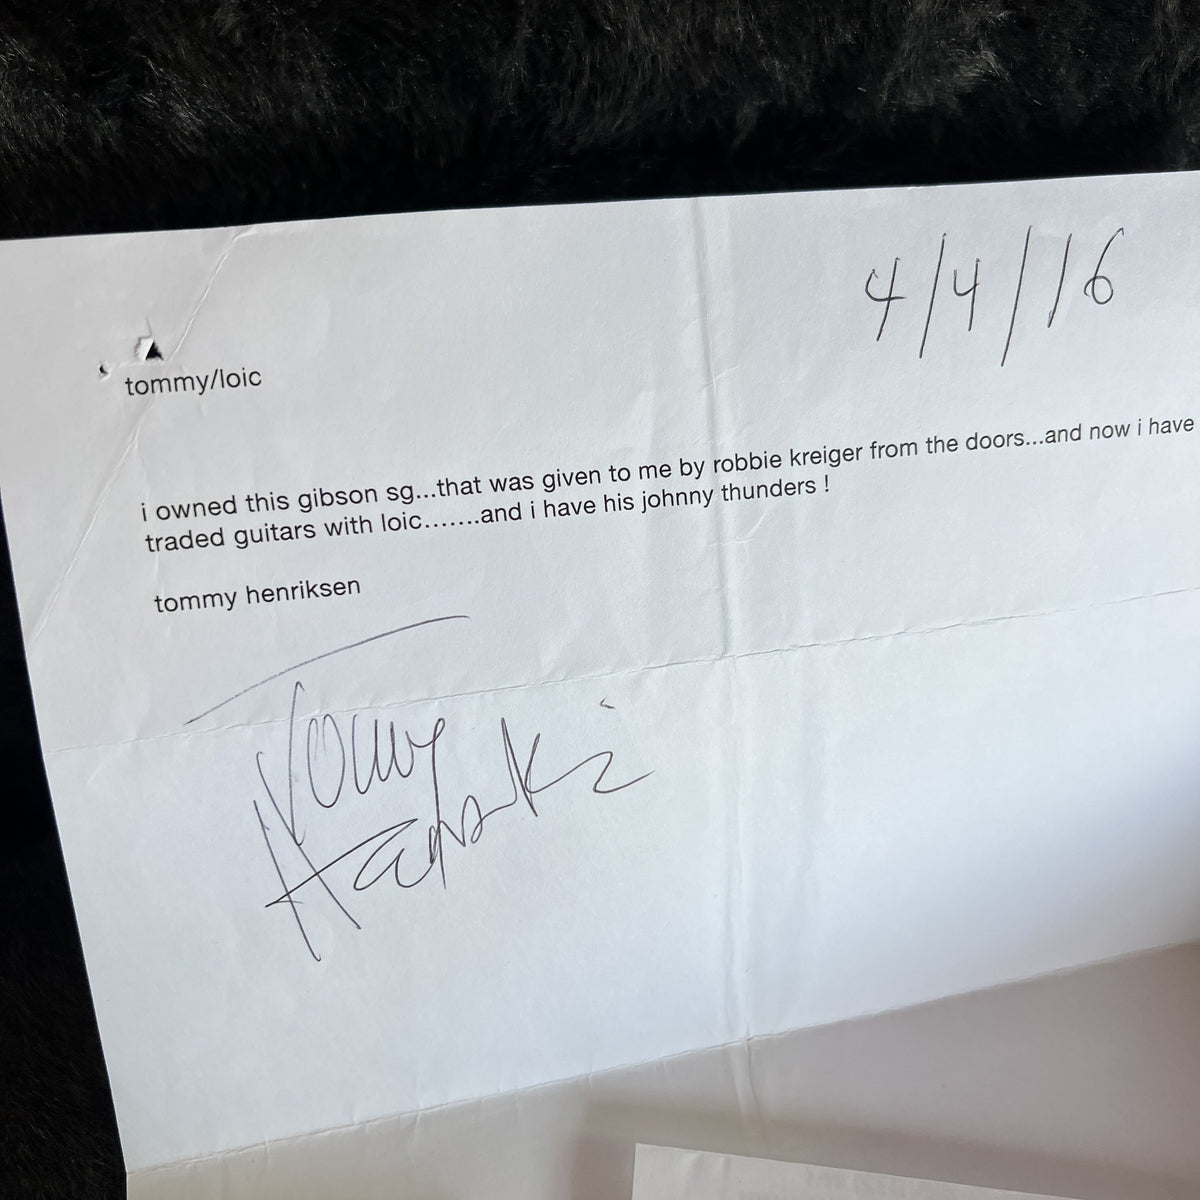 4/4/16
tommy/loic
i owned this gibson sg...that was given to me by robbie kreiger from the doors...and now i have
traded guitars with loic.......and i have his johnny thunders !
tommy henriksen
Tommy